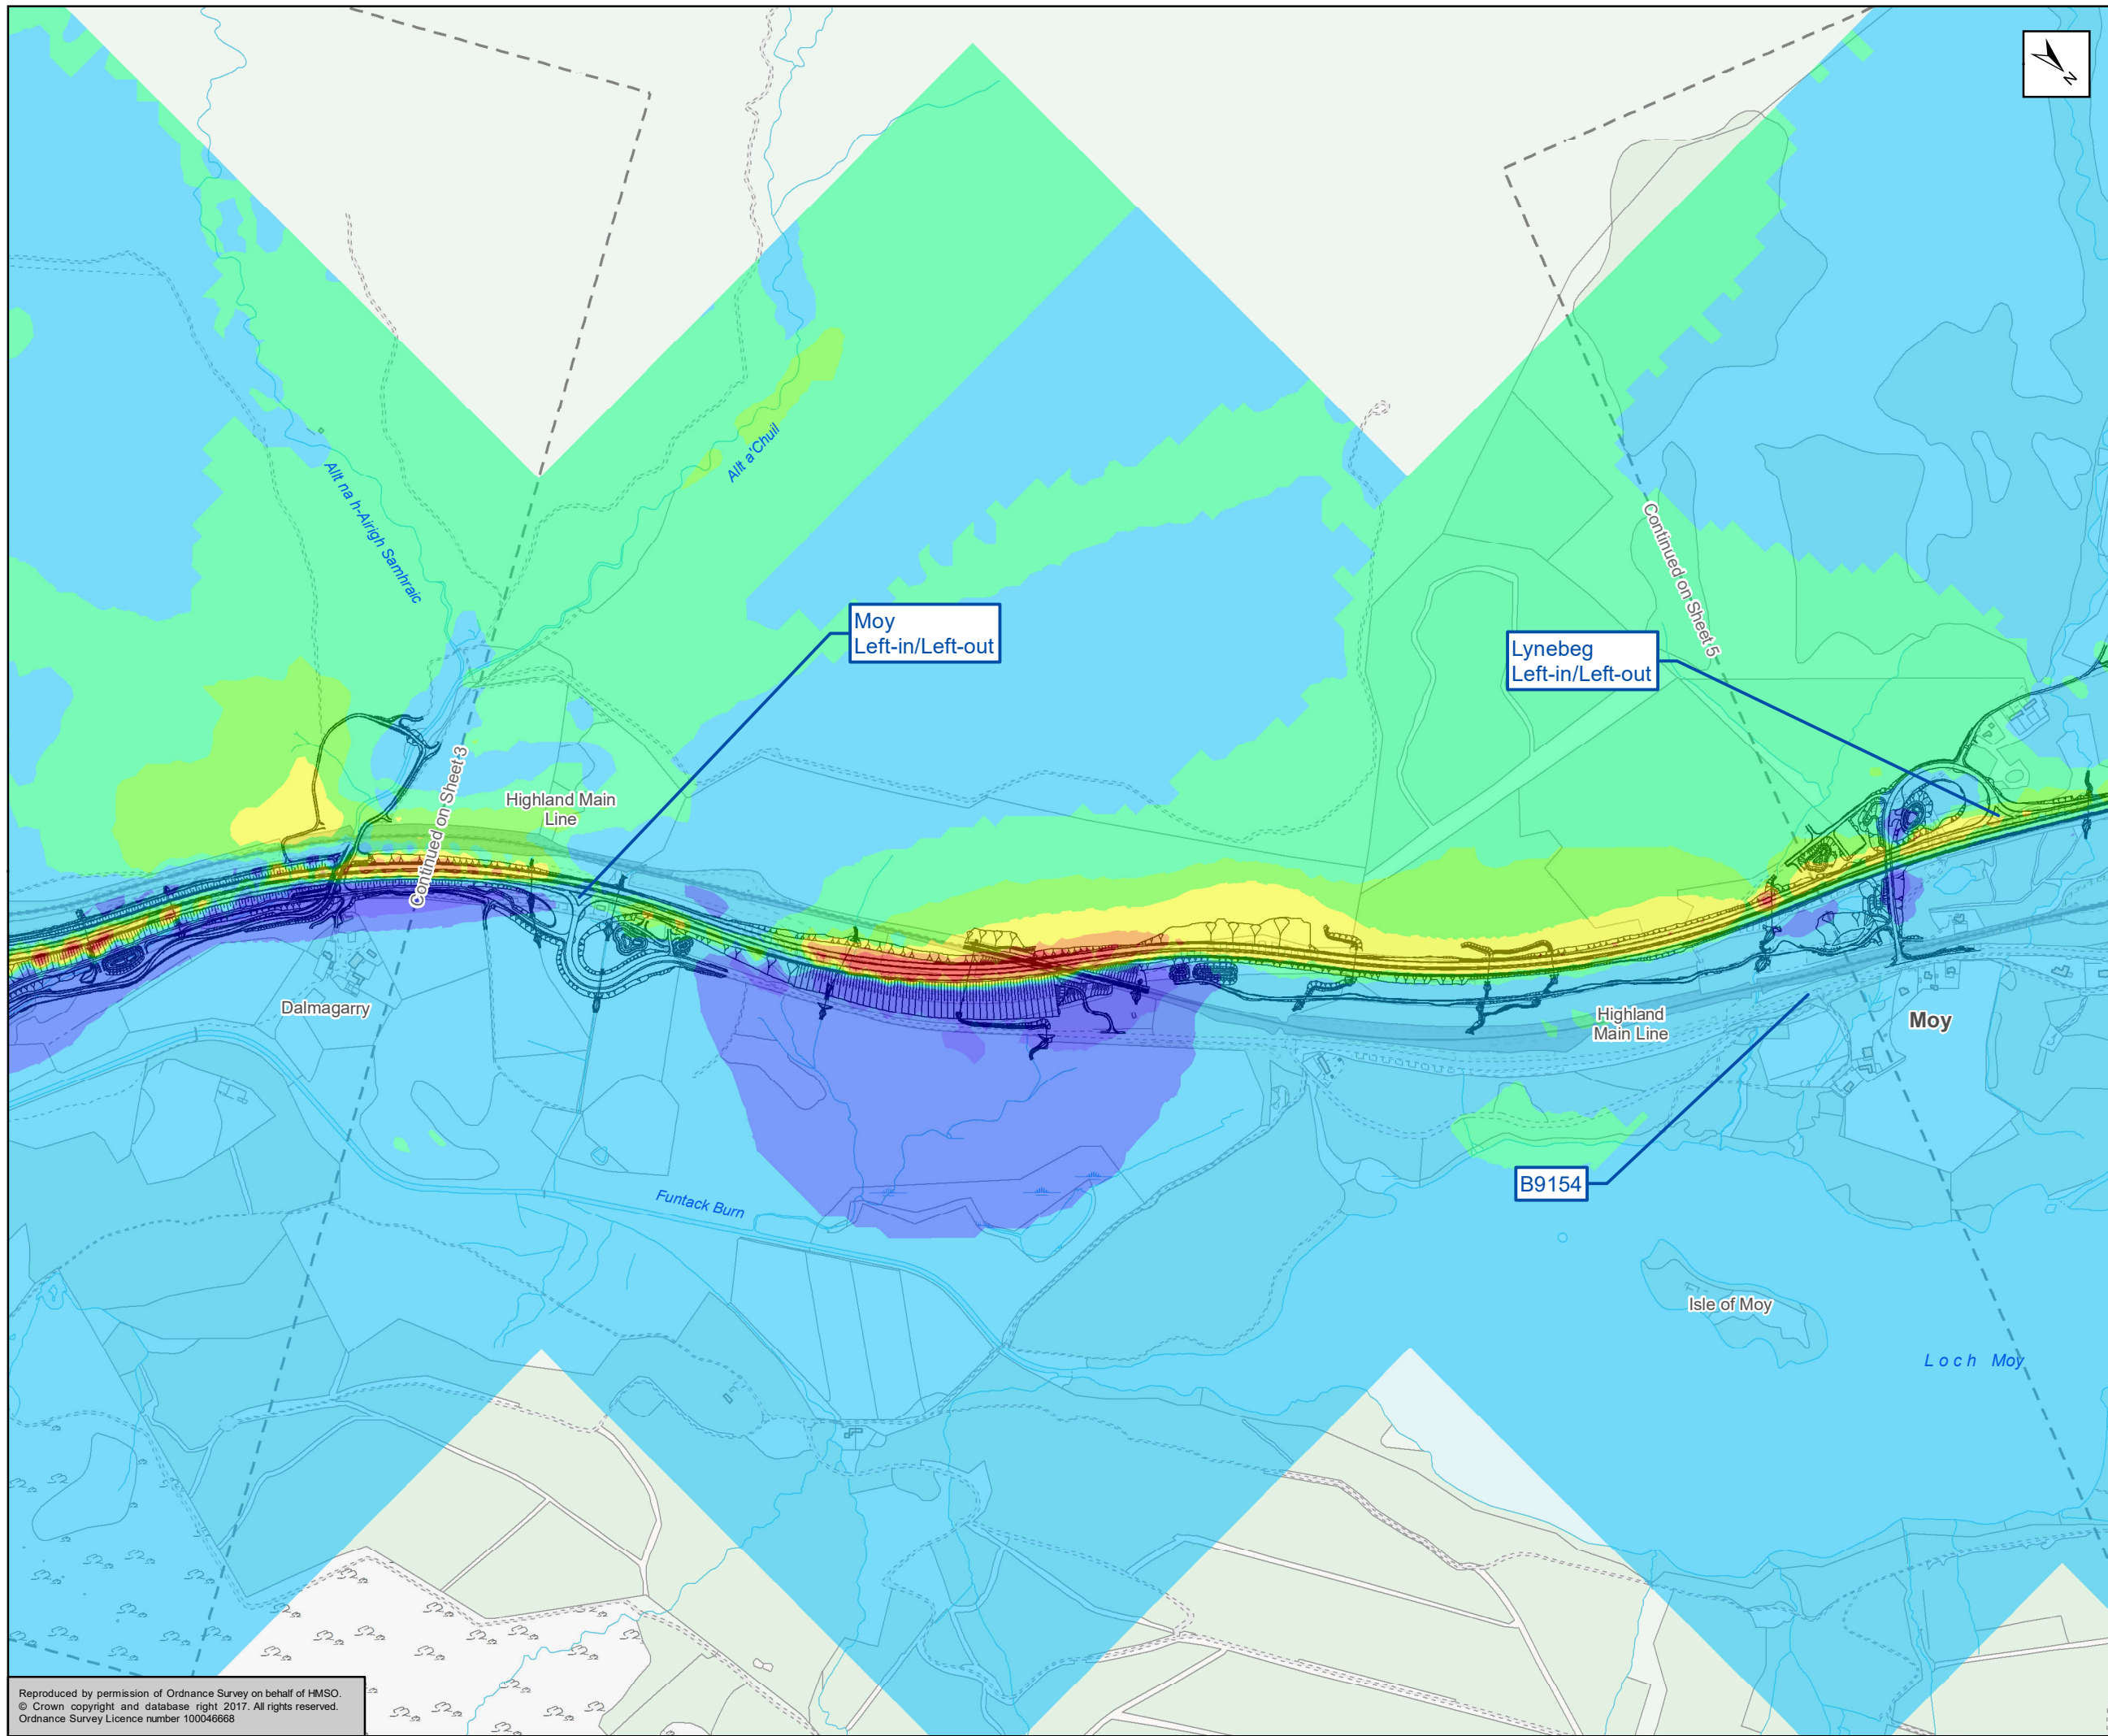 N
Allt na h-Airigh Samhraic
Allt a'Chuil
Continued on Sheet 5
Moy
Left-in/Left-out
Lynebeg
Left-in/Left-out
Continued on Sheet 3
Highland Main
Line
Dalmagarry
Highland
Main Line
Moy
B9154
Funtack Burn
Isle of Moy
Loch Moy
Reproduced by permission of Ordnance Survey on behalf of HMSO.
© Crown copyright and database right 2017. All rights reserved.
Ordnance Survey Licence number 100046668